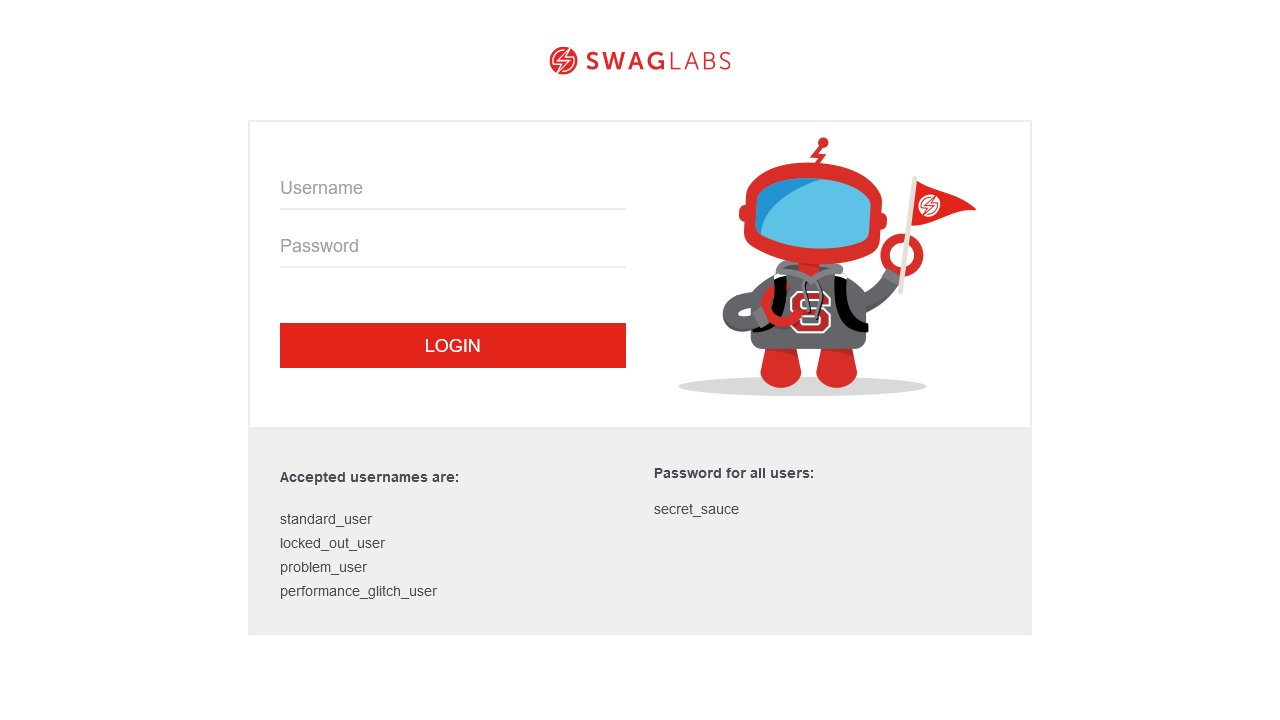 SWAGLABS
Username
Password
LOGIN
S
Accepted usernames are:
standard_user
locked_out_user
problem_user
performance_glitch_user
Password for all users:
secret_sauce